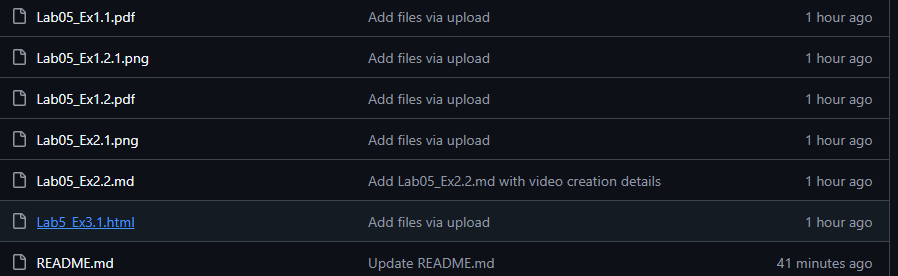 Lab05_Ex1.1.pdf Add files via upload 1 hour ago
Lab05_Ex1.2.1.png Add files via upload 1 hour ago
Lab05_Ex1.2.pdf Add files via upload 1 hour ago
Lab05_Ex2.1.png Add files via upload 1 hour ago
Lab05_Ex2.2.md Add Lab05_Ex2.2.md with video creation details 1 hour ago
Lab5_Ex3.1.html Add files via upload 1 hour ago
README.md Update README.md 41 minutes ago